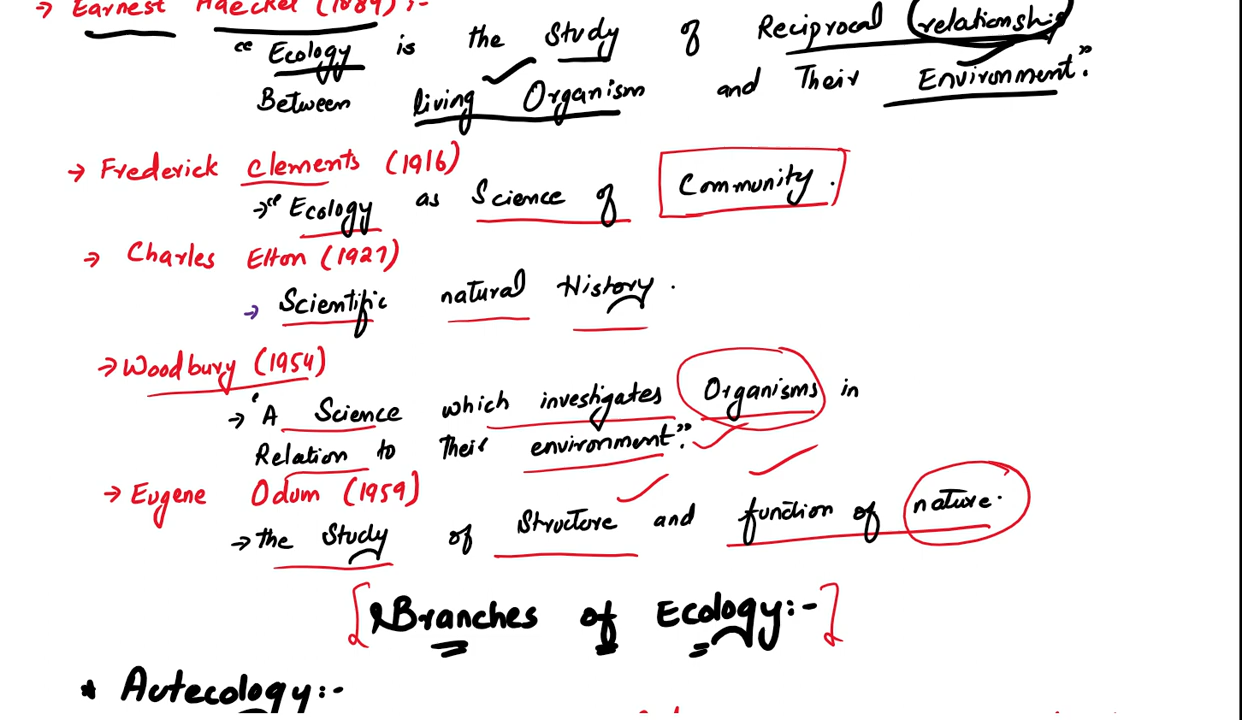 → Earnest Haeckel (1889) :-
" Ecology is the Study of Reciprocal relationship
Between living Organism and Their Environment".
→ Frederick Clements (1916)
→ " Ecology as Science of Community.
→ Charles Elton (1927)
→ Scientific natural History.
→ Woodbury (1954)
→ 'A Science which investigates Organisms in
Relation to their environment".
→ Eugene Odum (1959)
→ the Study of Structure and function of nature.
[Branches of Ecology:-]
* Autecology:-